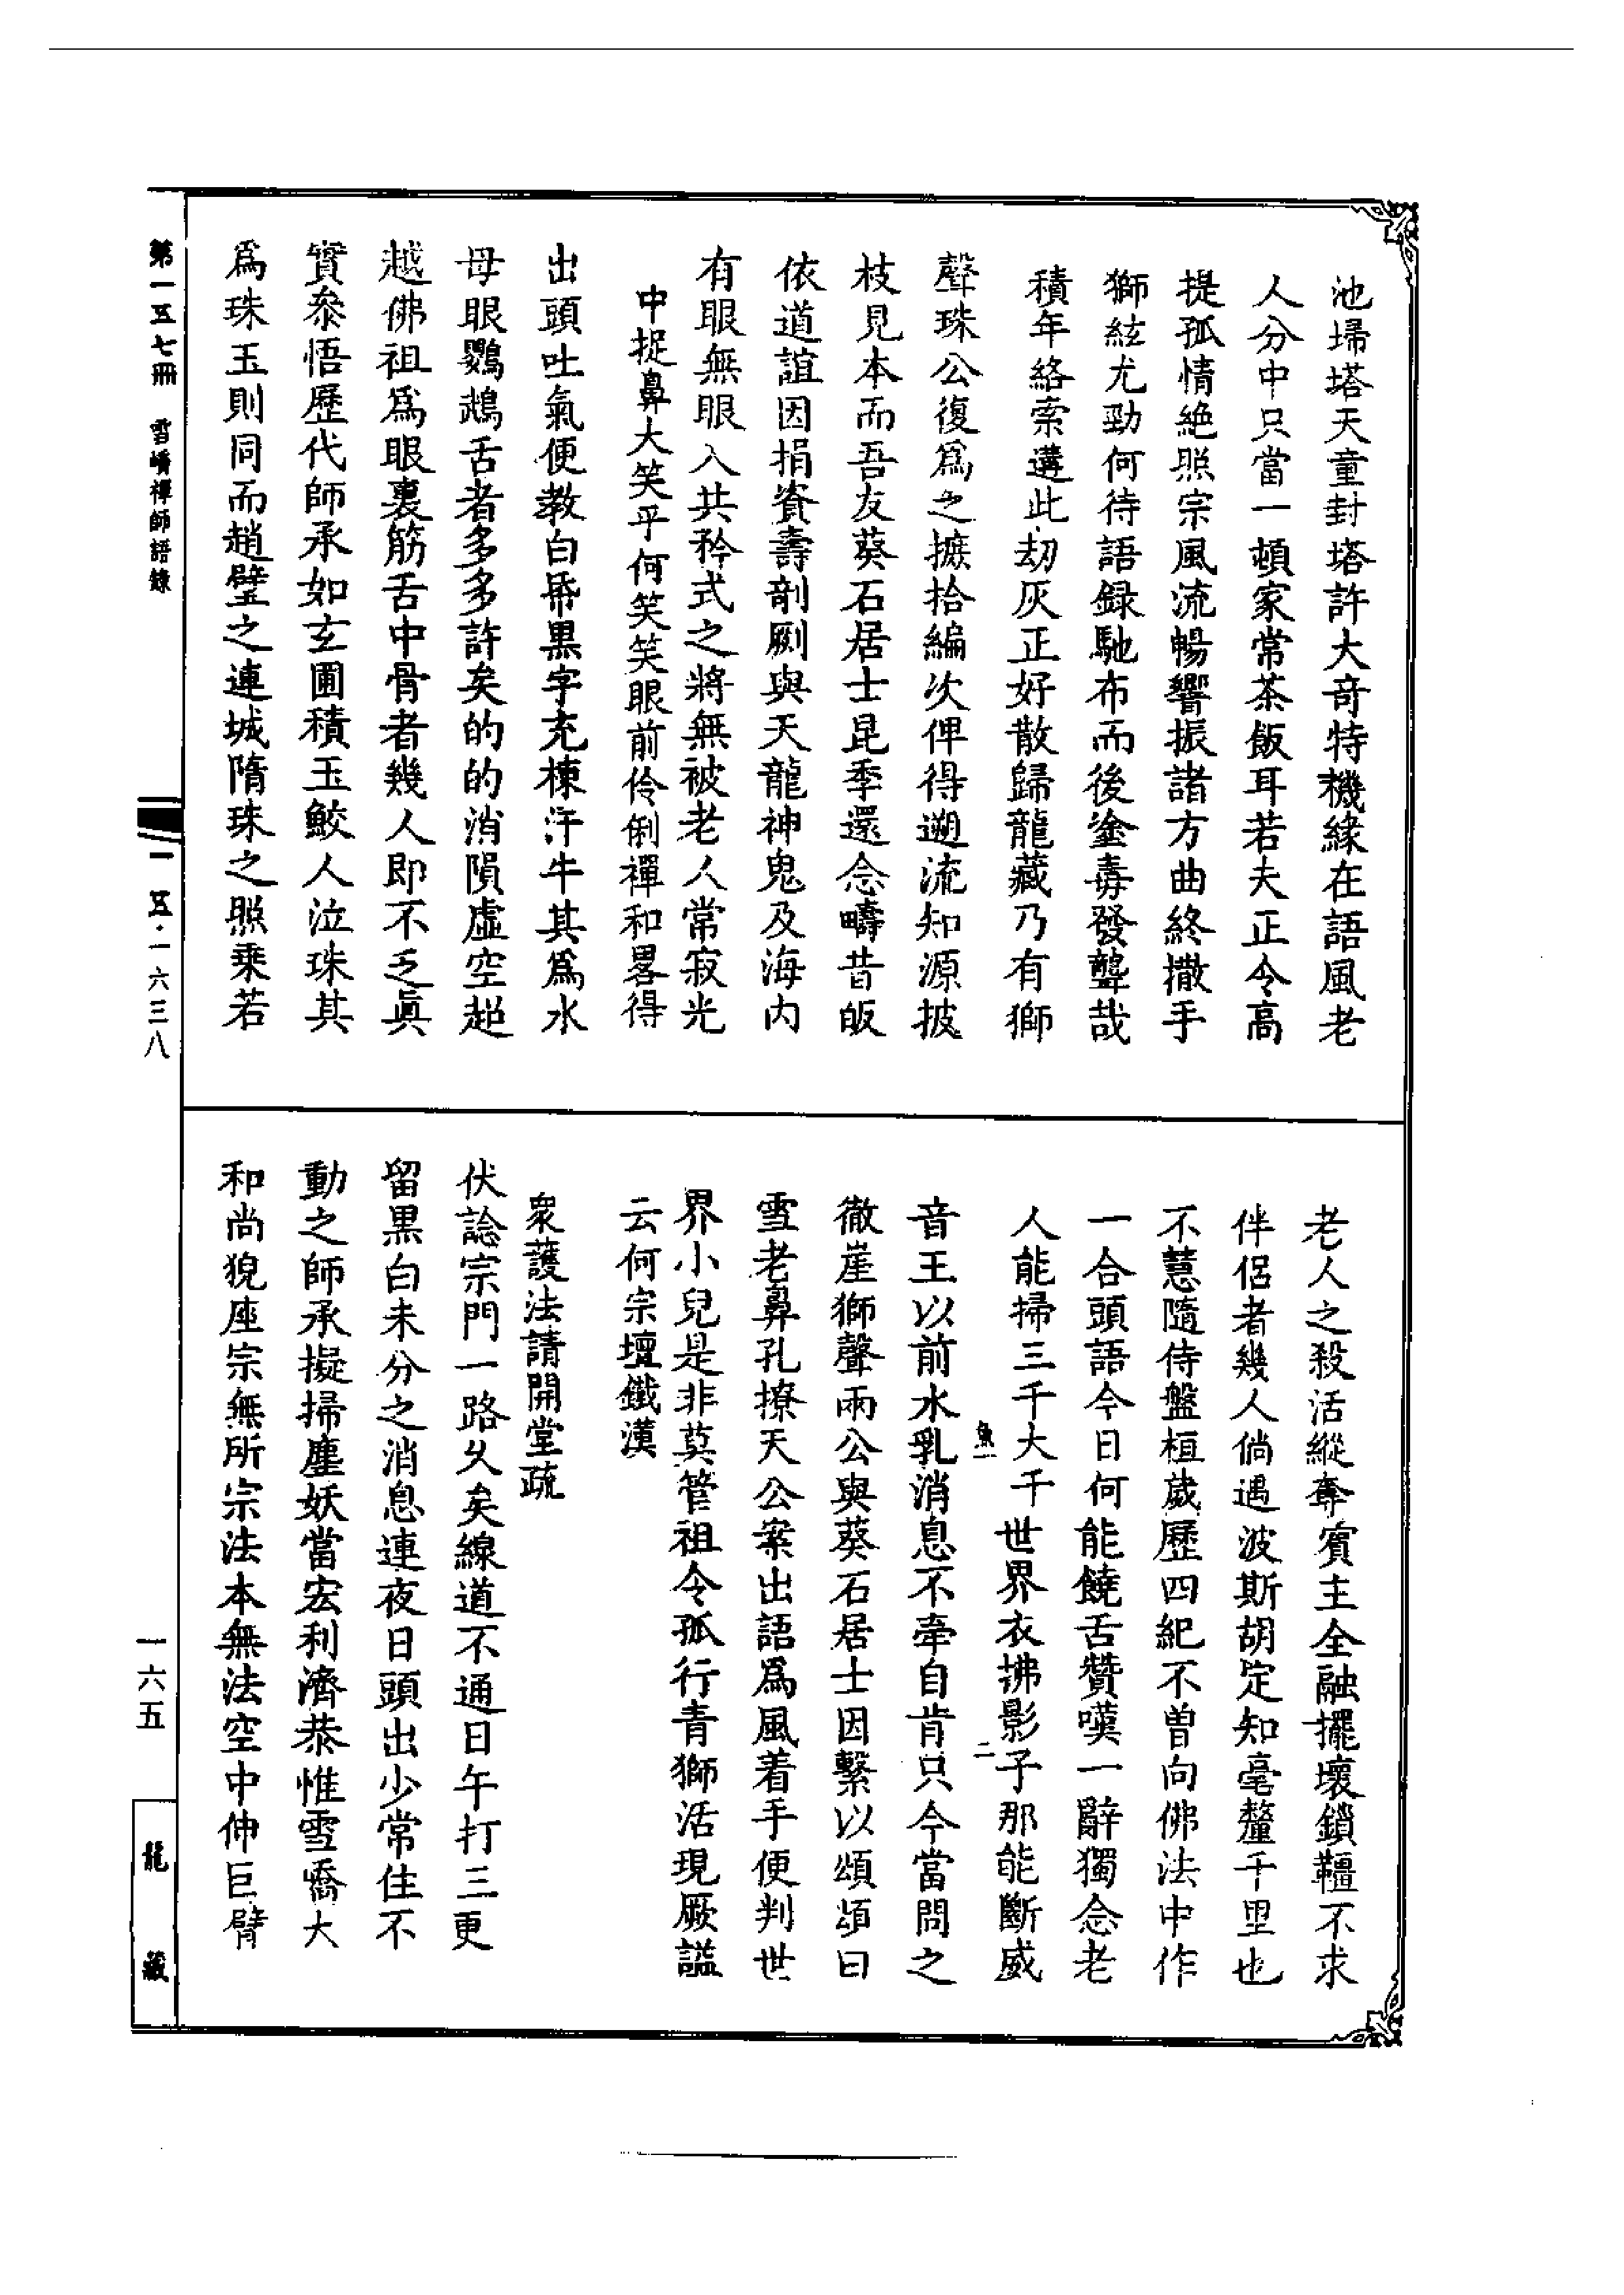 池埽塔天童封塔許大奇特機緣在語風老
人分中只當一頓家常茶飯耳若夫正令高
提孤情絶照宗風流暢響振諸方曲終撒手
獅絃尤勁何待語録馳布而後塗毒發聾哉
積年絡索遘此劫灰正好散歸龍藏乃有獅
聲珠公復爲之摭拾編次俾得遡流知源披
枝見本而吾友葵石居士昆季還念疇昔皈
依道誼因捐資壽剞劂與天龍神鬼及海内
有眼無眼人共矜式之將無被老人常寂光
中捉鼻大笑乎何笑笑眼前伶俐禪和畧得
出頭吐氣便教白帋黒字充棟汗牛其爲水
母眼鸚鵡舌者多多許矣的的消隕虛空超
越佛祖爲眼裏筋舌中骨者幾人即不乏眞
實叅悟歷代師承如玄圃積玉鮫人泣珠其
爲珠玉則同而趙璧之連城隋珠之照乗若
老人之殺活縱奪賓主全融擺壞鎖韁不求
伴侶者幾人倘遇波斯胡定知毫釐千里也
不慧隨侍盤桓歲歷四紀不曾向佛法中作
一合頭語今日何能饒舌贊嘆一辭獨念老
人能掃三千大千世界衣拂影子那能斷威
魚一 二
音王以前水乳消息不牽自肯只今當問之
徹崖獅聲兩公與葵石居士因繫以頌頌曰
雪老鼻孔撩天公案出語爲風着手便判世
界小兒是非莫管祖令孤行青獅活現厥謚
云何宗壇鐵漢
衆護法請開堂疏
伏諗宗門一路乆矣線道不通日午打三更
留黒白未分之消息連夜日頭出少常住不
動之師承擬掃塵妖當宏利濟恭惟雪嶠大
和尚猊座宗無所宗法本無法空中伸巨臂
第一五七冊 雪嶠禪師語錄
一五·一六三八
一六五
龍藏